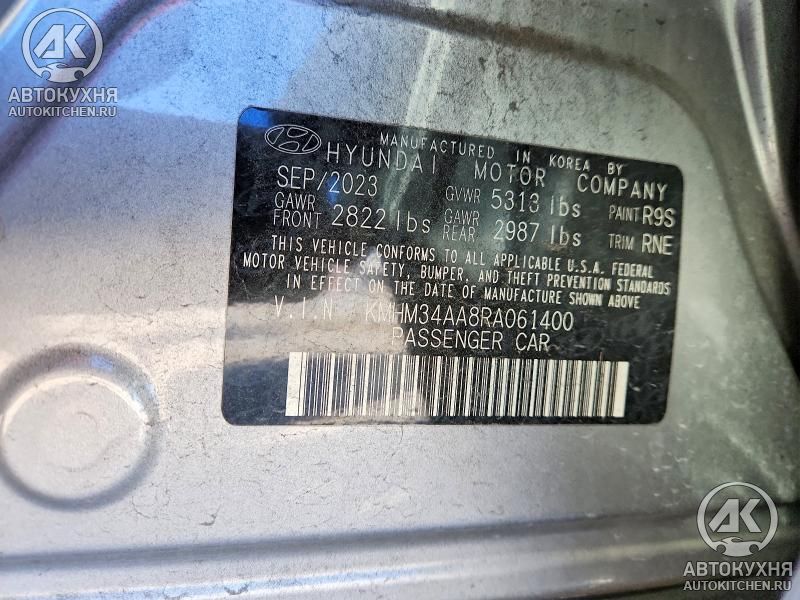 АК
АВТОКУХНЯ
AUTOKITCHEN.RU
MANUFACTURED IN KOREA BY
HYUNDAI MOTOR COMPANY
SEP/2023 GVWR 5313 lbs PAINT R9S
GAWR FRONT 2822 lbs GAWR REAR 2987 lbs TRIM RNE
THIS VEHICLE CONFORMS TO ALL APPLICABLE U.S.A. FEDERAL
MOTOR VEHICLE SAFETY, BUMPER, AND THEFT PREVENTION STANDARDS
IN EFFECT ON THE DATE OF MANUFACTURE SHOWN ABOVE
V.I.N KMHM34AA8RA061400
PASSENGER CAR
АК
АВТОКУХНЯ
AUTOKITCHEN.RU